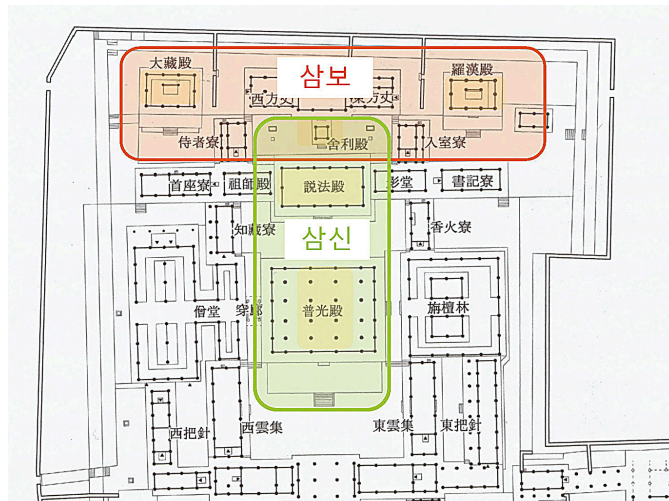 大藏殿
삼보
羅漢殿
西方丈
東方丈
侍者寮
舍利殿
入室寮
首座寮
祖師殿
説法殿
影堂
書記寮
知藏寮
삼신
香火寮
僧堂
穿廊
普光殿
栴檀林
西把針
西雲集
東雲集
東把針